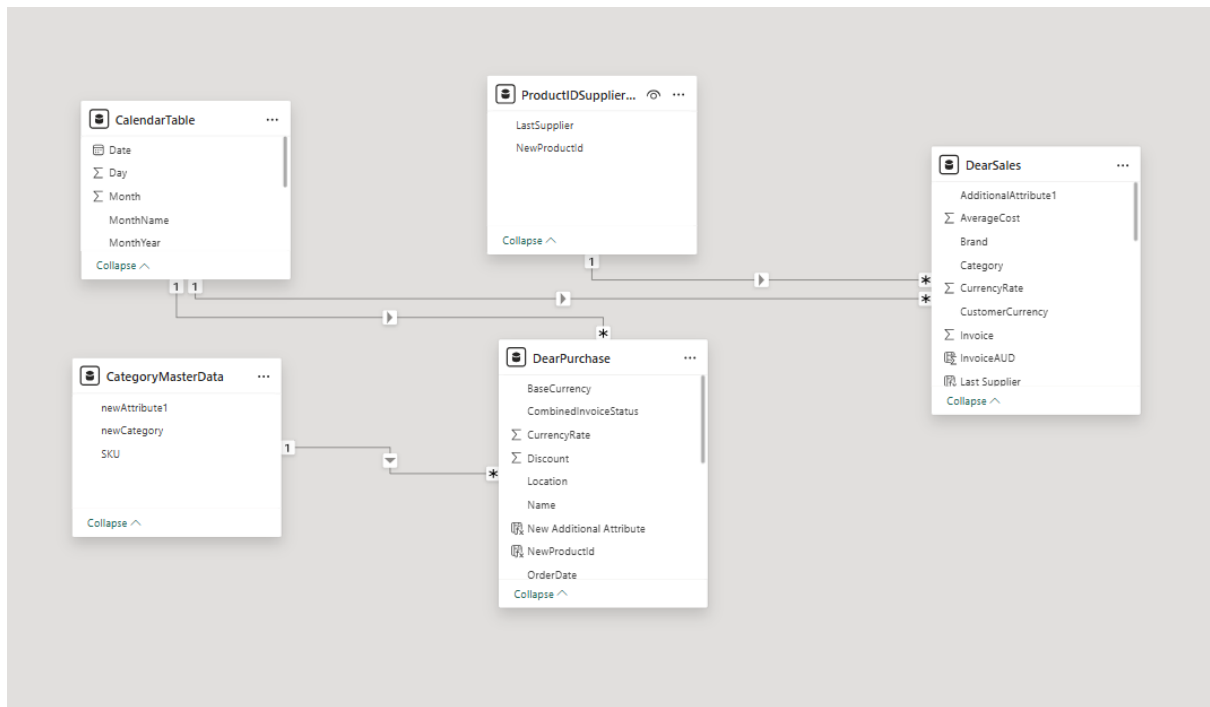 CalendarTable
Date
Day
Month
MonthName
MonthYear
Collapse
1 1
ProductIDSupplier...
LastSupplier
NewProductId
Collapse
1
DearSales
AdditionalAttribute1
AverageCost
Brand
Category
CurrencyRate
CustomerCurrency
Invoice
InvoiceAUD
Last Supplier
Collapse
*
*
CategoryMasterData
newAttribute1
newCategory
SKU
Collapse
1
*
*
DearPurchase
BaseCurrency
CombinedInvoiceStatus
CurrencyRate
Discount
Location
Name
New Additional Attribute
NewProductId
OrderDate
Collapse